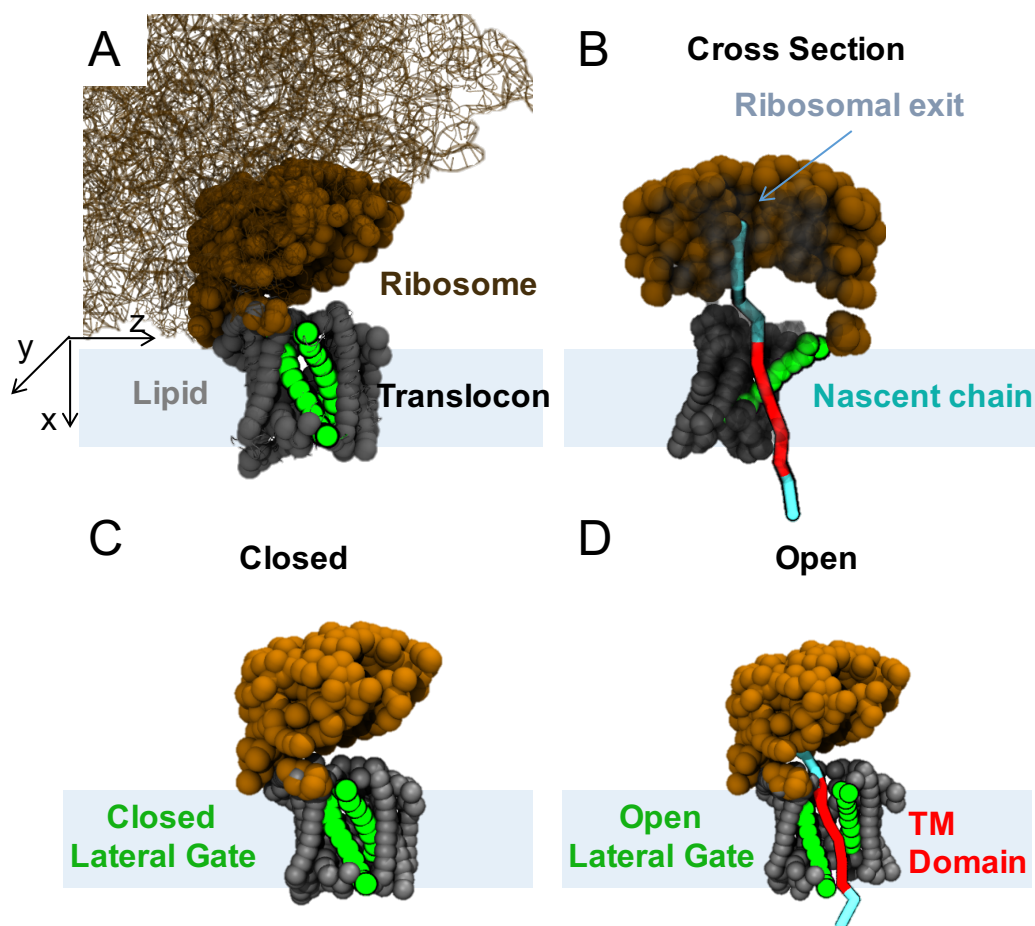 A
B
Cross Section
Ribosomal exit
Ribosome
z
y
x
Lipid
Translocon
Nascent chain
C
Closed
D
Open
Closed
Lateral Gate
Open
Lateral Gate
TM
Domain